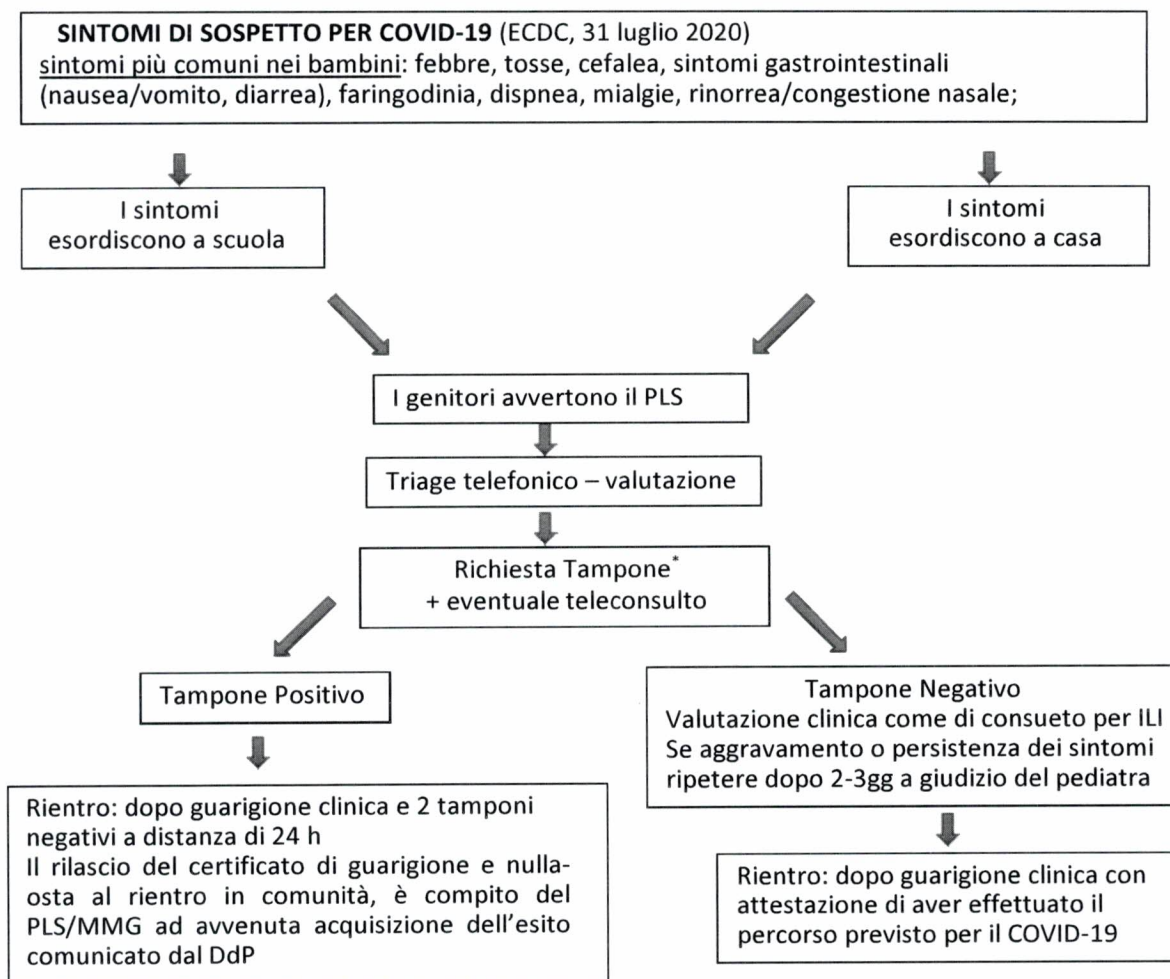 SINTOMI DI SOSPETTO PER COVID-19 (ECDC, 31 luglio 2020)
sintomi più comuni nei bambini: febbre, tosse, cefalea, sintomi gastrointestinali
(nausea/vomito, diarrea), faringodinia, dispnea, mialgie, rinorrea/congestione nasale;
I sintomi
esordiscono a scuola
I sintomi
esordiscono a casa
I genitori avvertono il PLS
Triage telefonico – valutazione
Richiesta Tampone*
+ eventuale teleconsulto
Tampone Positivo
Rientro: dopo guarigione clinica e 2 tamponi
negativi a distanza di 24 h
Il rilascio del certificato di guarigione e nulla-
osta al rientro in comunità, è compito del
PLS/MMG ad avvenuta acquisizione dell'esito
comunicato dal DdP
Tampone Negativo
Valutazione clinica come di consueto per ILI
Se aggravamento o persistenza dei sintomi
ripetere dopo 2-3gg a giudizio del pediatra
Rientro: dopo guarigione clinica con
attestazione di aver effettuato il
percorso previsto per il COVID-19